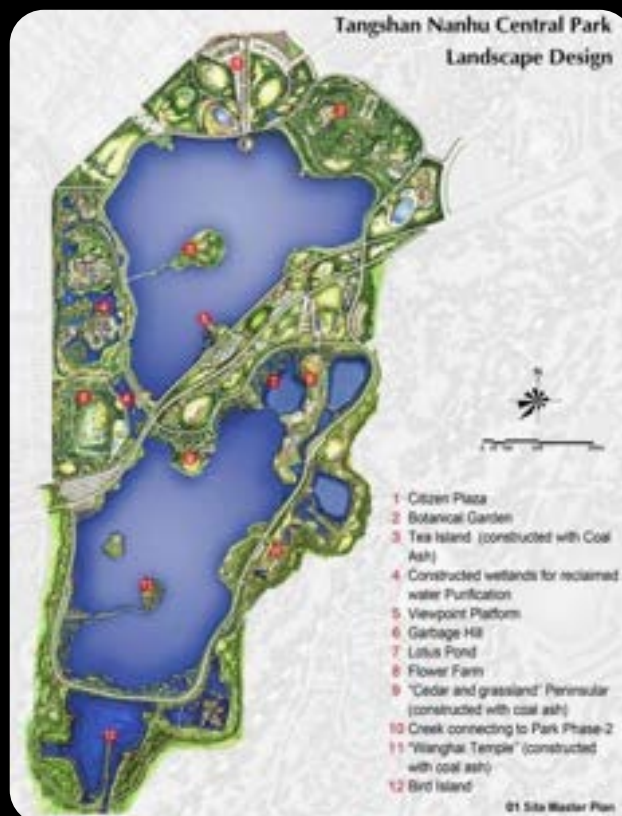 Tangshan Nanhu Central Park
Landscape Design
N
1 Citizen Plaza
2 Botanical Garden
3 Tea Island (constructed with Coal
Ash)
4 Constructed wetlands for reclaimed
water Purification
5 Viewpoint Platform
6 Garbage Hill
7 Lotus Pond
8 Flower Farm
9 "Cedar and grassland" Peninsular
(constructed with coal ash)
10 Creek connecting to Park Phase-2
11 "Wanghai Temple" (constructed
with coal ash)
12 Bird Island
01 Site Master Plan